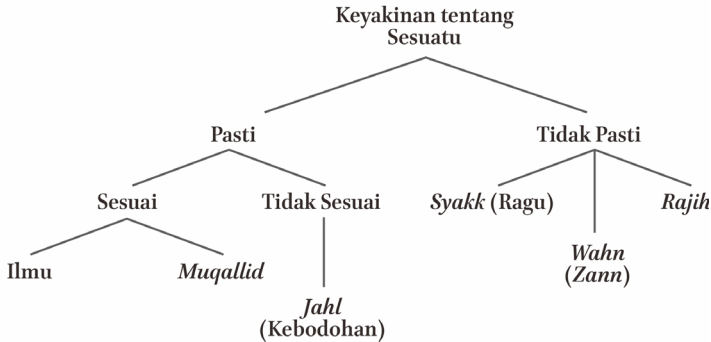 Keyakinan tentang
Sesuatu
Pasti
Tidak Pasti
Sesuai
Tidak Sesuai
Syakk (Ragu)
Rajih
Wahn
(Zann)
Ilmu
Muqallid
Jahl
(Kebodohan)